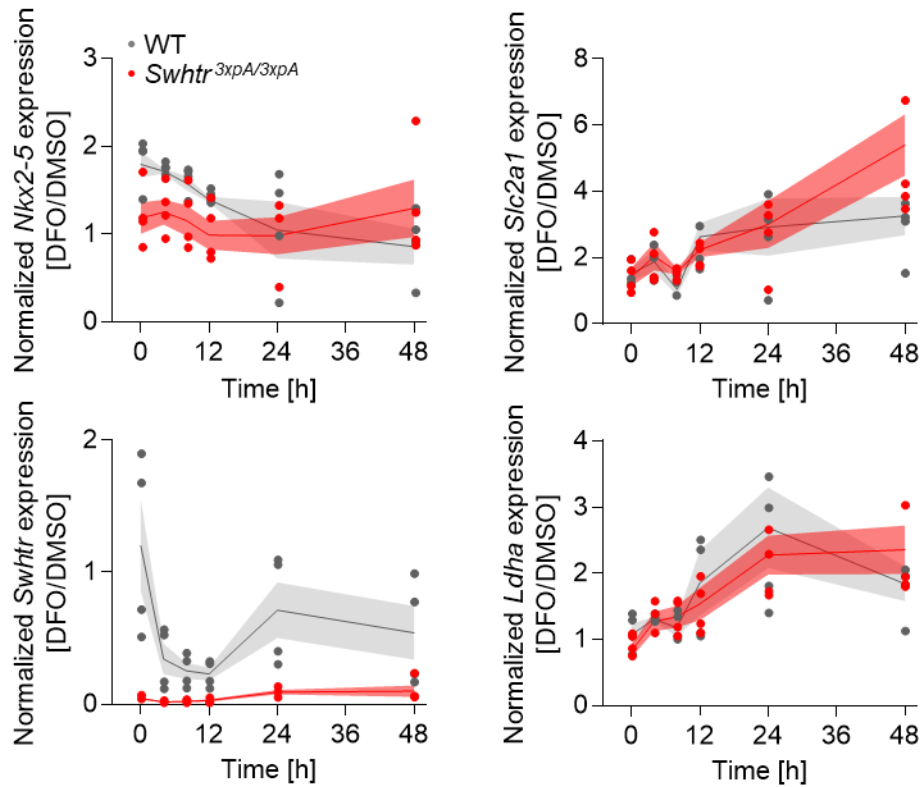 WT
Swhtr 3xpA/3xpA
Normalized Nkx2-5 expression
[DFO/DMSO]
3
2
1
0
0 12 24 36 48
Time [h]
Normalized Slc2a1 expression
[DFO/DMSO]
8
6
4
2
0
0 12 24 36 48
Time [h]
Normalized Swhtr expression
[DFO/DMSO]
2
1
0
0 12 24 36 48
Time [h]
Normalized Ldha expression
[DFO/DMSO]
4
3
2
1
0
0 12 24 36 48
Time [h]